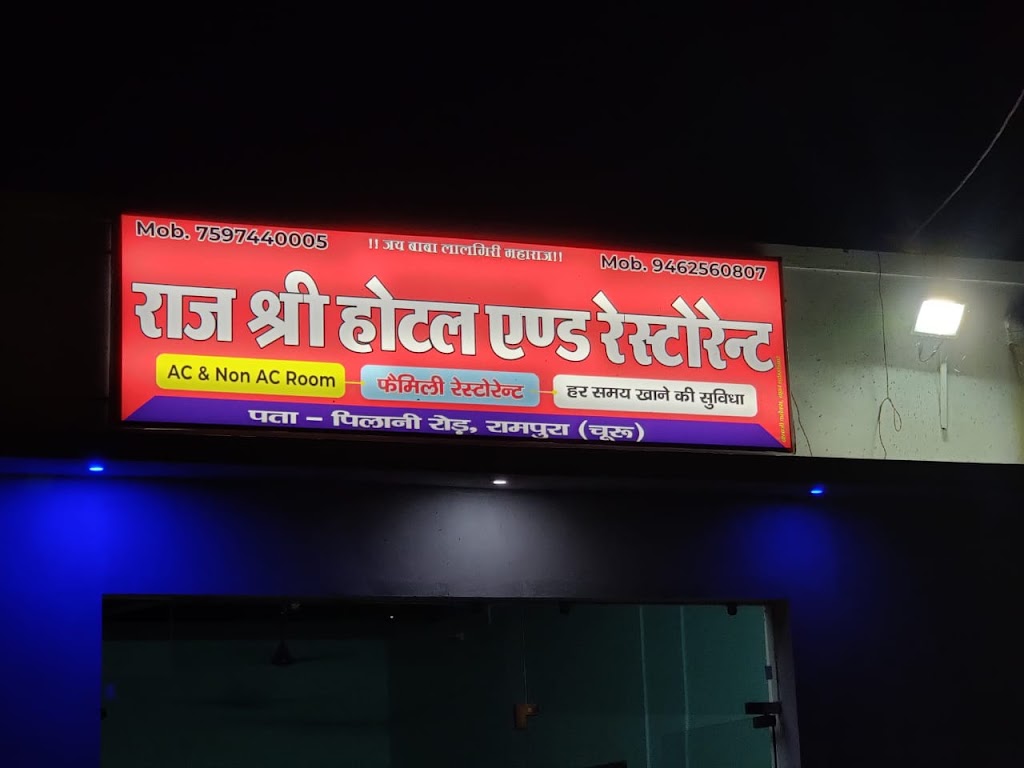 Mob. 7597440005
!! जय बाबा लालगिरी महाराज!!
Mob. 9462560807
राज श्री होटल एण्ड रेस्टोरेन्ट
AC & Non AC Room
फैमिली रेस्टोरेन्ट
हर समय खाने की सुविधा
पता – पिलानी रोड़, रामपुरा (चूरू)